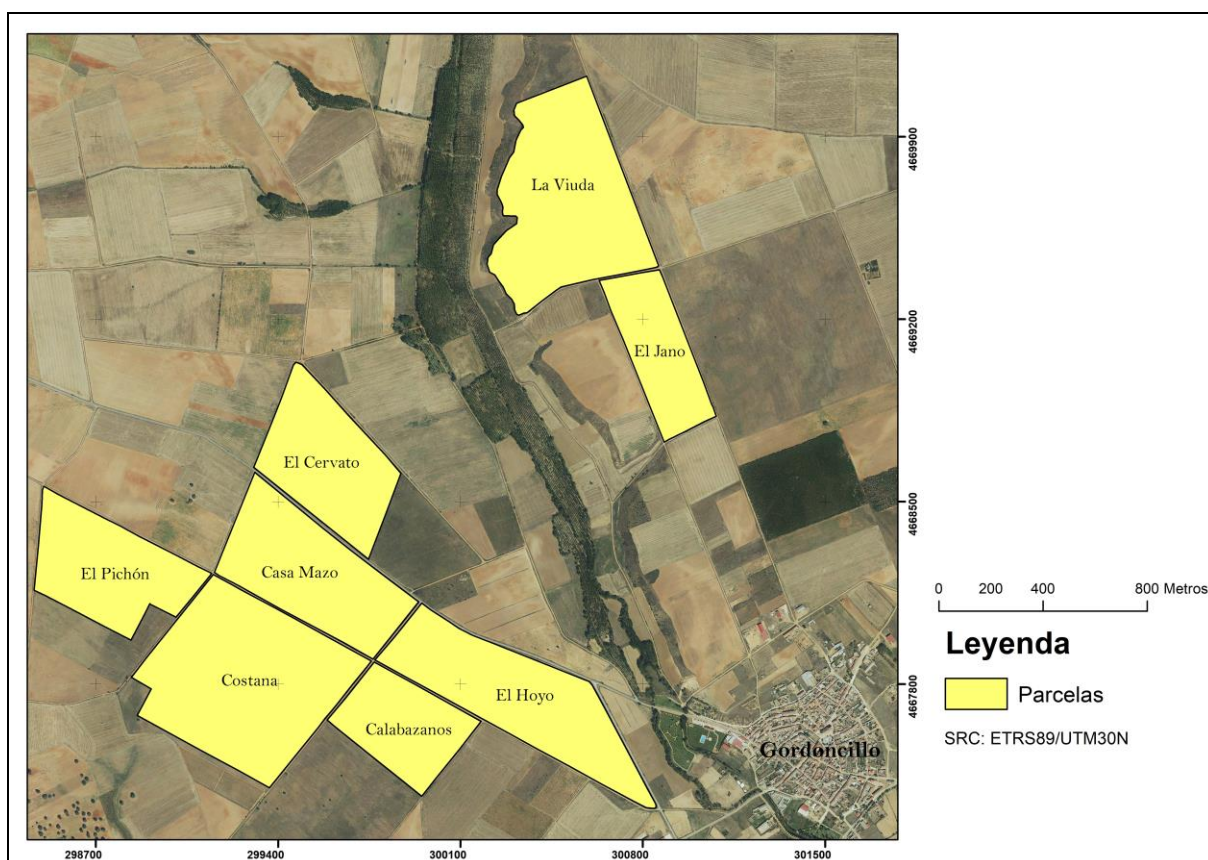 La Viuda
4669900
El Jano
4669200
El Cervato
4668500
El Pichón
Casa Mazo
0 200 400 800 Metros
Leyenda
Costana
El Hoyo
4667800
Parcelas
Calabazanos
SRC: ETRS89/UTM30N
Gordoncillo
298700 299400 300100 300800 301500